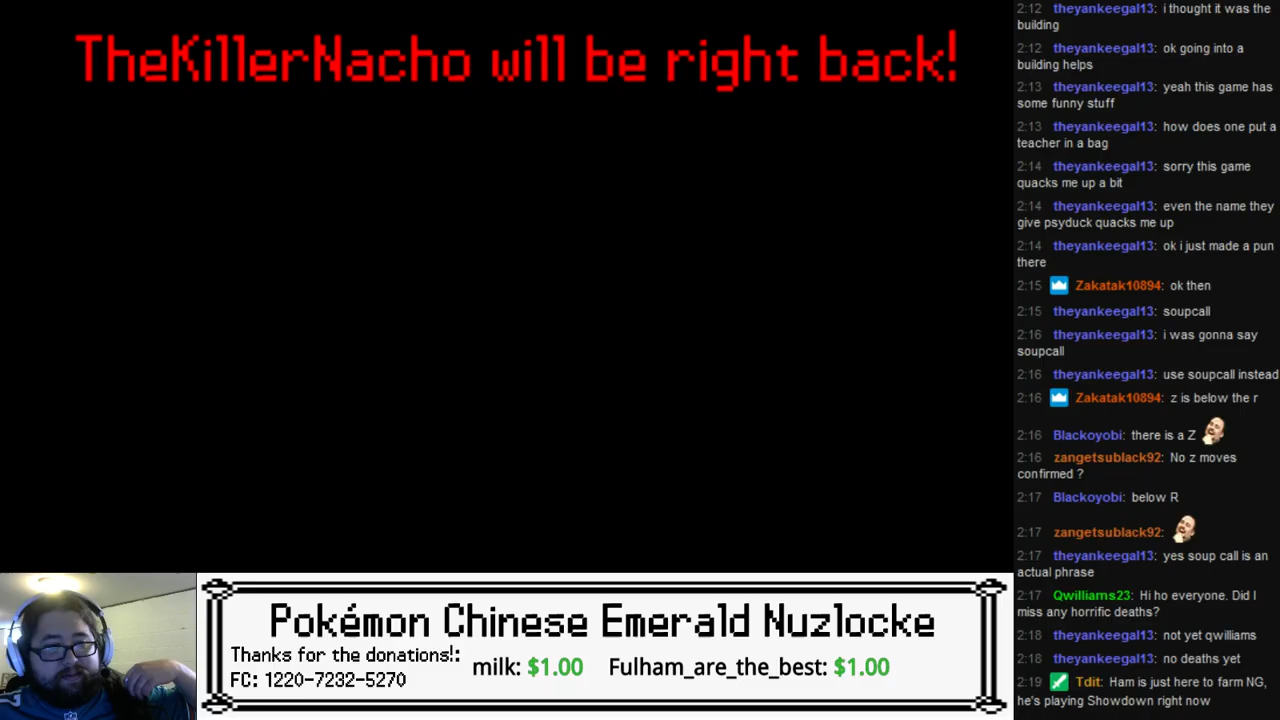 TheKillerNacho will be right back!
Pokémon Chinese Emerald Nuzlocke
Thanks for the donations!:
FC: 1220-7232-5270
milk: $1.00 Fulham_are_the_best: $1.00
2:12 theyankeegal13: i thought it was the
building
2:12 theyankeegal13: ok going into a
building helps
2:13 theyankeegal13: yeah this game has
some funny stuff
2:13 theyankeegal13: how does one put a
teacher in a bag
2:14 theyankeegal13: sorry this game
quacks me up a bit
2:14 theyankeegal13: even the name they
give psyduck quacks me up
2:14 theyankeegal13: ok i just made a pun
there
2:15 Zakatak10894: ok then
2:15 theyankeegal13: soupcall
2:16 theyankeegal13: i was gonna say
soupcall
2:16 theyankeegal13: use soupcall instead
2:16 Zakatak10894: z is below the r
2:16 Blackoyobi: there is a Z
2:16 zangetsublack92: No z moves
confirmed ?
2:17 Blackoyobi: below R
2:17 zangetsublack92:
2:17 theyankeegal13: yes soup call is an
actual phrase
2:17 Qwilliams23: Hi ho everyone. Did I
miss any horrific deaths?
2:18 theyankeegal13: not yet qwilliams
2:18 theyankeegal13: no deaths yet
2:19 Tdit: Ham is just here to farm NG,
he's playing Showdown right now